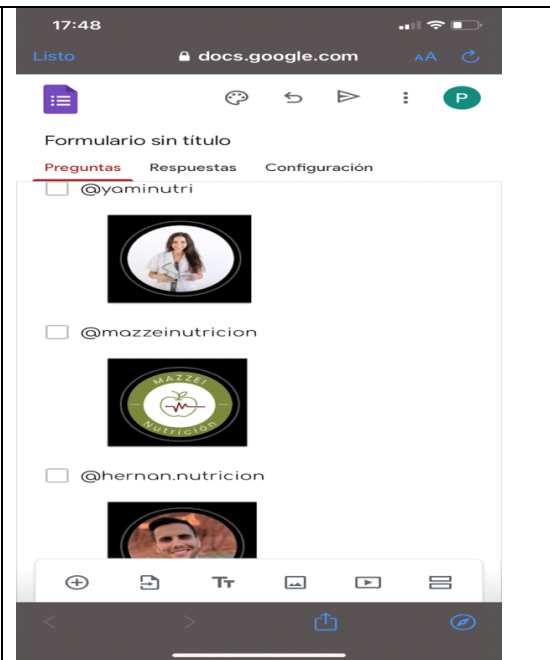 17:48
Listo
docs.google.com
AA
P
Formulario sin título
Preguntas Respuestas Configuración
@yaminutri
@mazzeinutricion
MAZZEI
Nutrición
@hernan.nutricion
Tт